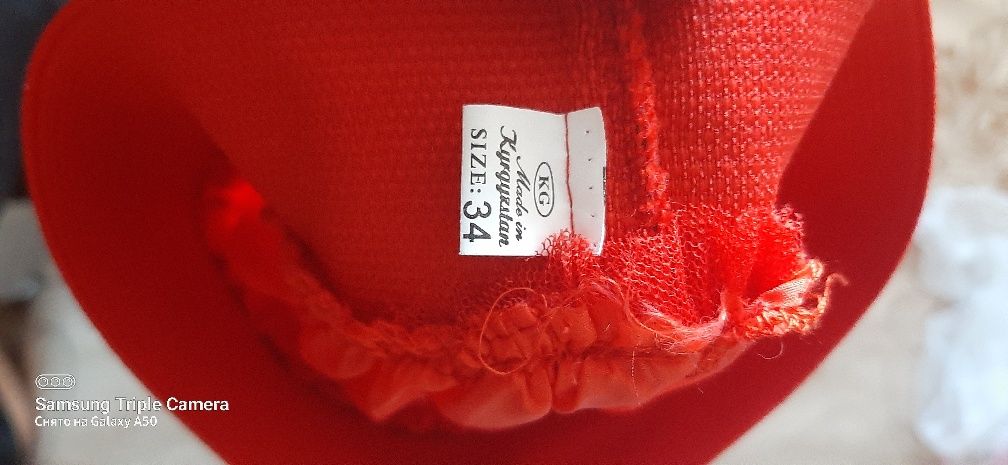 KG
Made in
Kyrgyzstan
SIZE: 34
Samsung Triple Camera
Снято на Galaxy A50